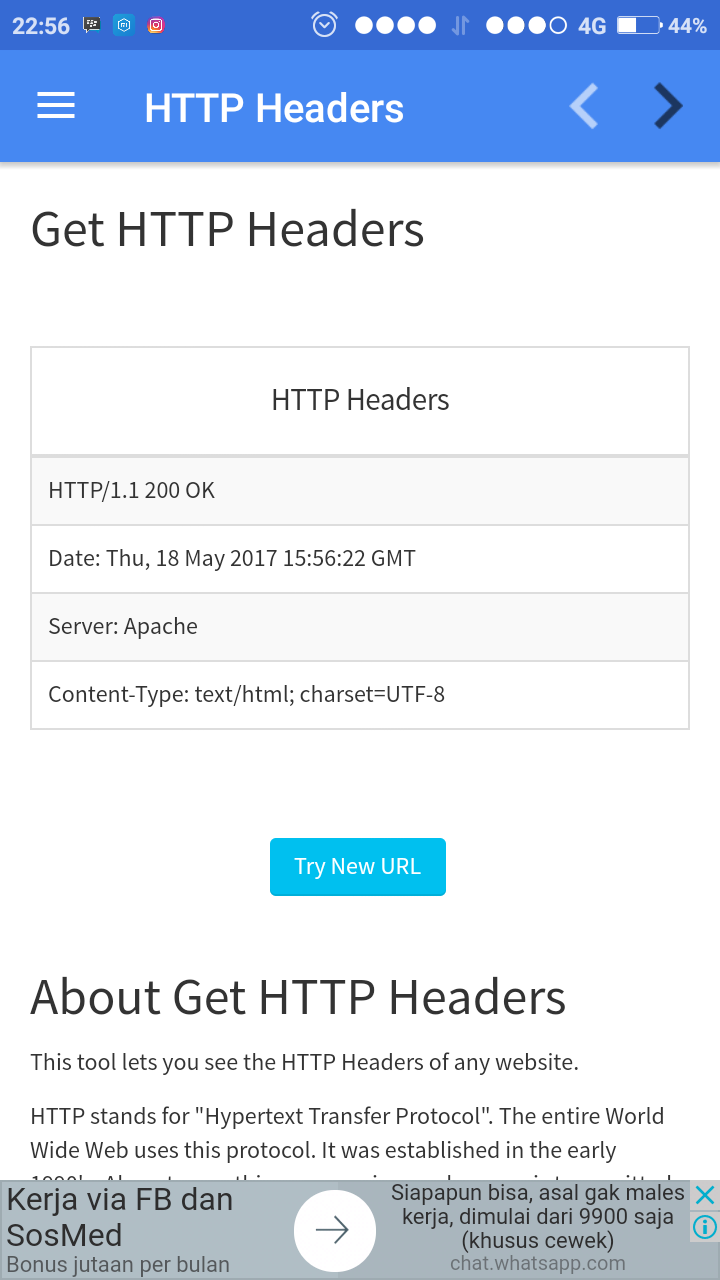 22:56 4G 44%
HTTP Headers
Get HTTP Headers
HTTP Headers
HTTP/1.1 200 OK
Date: Thu, 18 May 2017 15:56:22 GMT
Server: Apache
Content-Type: text/html; charset=UTF-8
Try New URL
About Get HTTP Headers
This tool lets you see the HTTP Headers of any website.
HTTP stands for "Hypertext Transfer Protocol". The entire World
Wide Web uses this protocol. It was established in the early
Kerja via FB dan
SosMed
Bonus jutaan per bulan
Siapapun bisa, asal gak males
kerja, dimulai dari 9900 saja
(khusus cewek)
chat.whatsapp.com